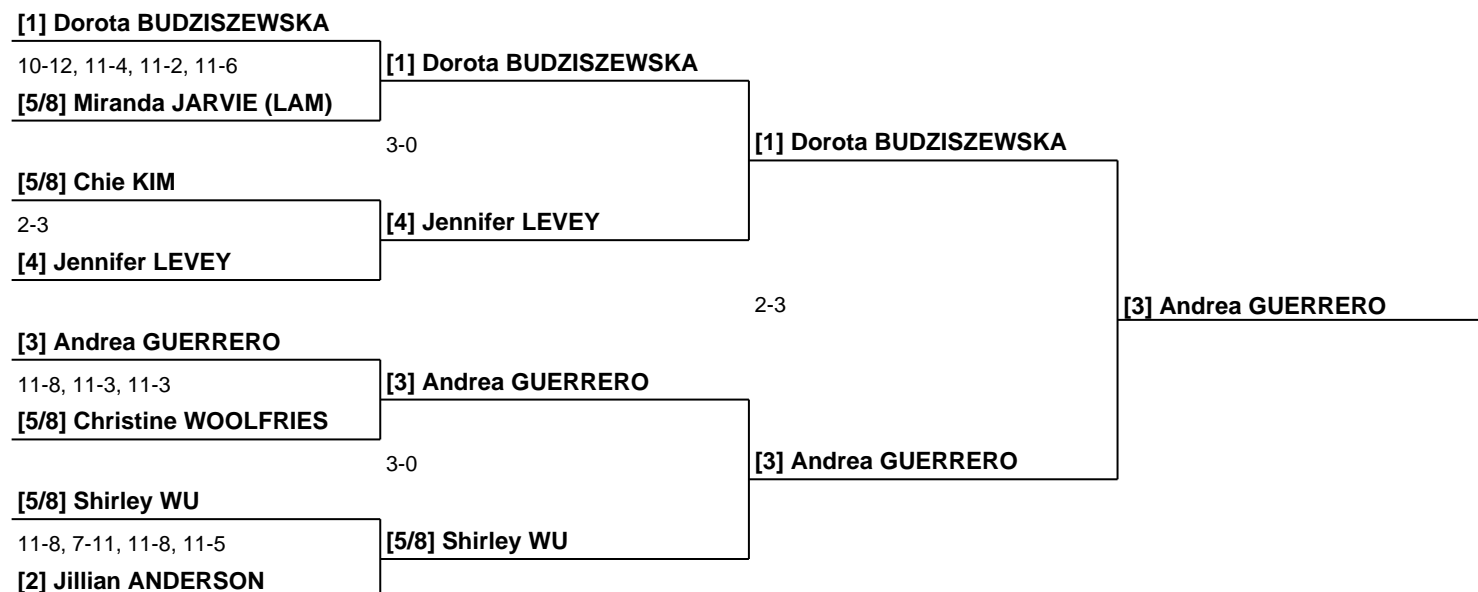 [1] Dorota BUDZISZEWSKA
10-12, 11-4, 11-2, 11-6
[5/8] Miranda JARVIE (LAM)
[1] Dorota BUDZISZEWSKA
3-0
[5/8] Chie KIM
2-3
[4] Jennifer LEVEY
[4] Jennifer LEVEY
[1] Dorota BUDZISZEWSKA
2-3
[3] Andrea GUERRERO
[3] Andrea GUERRERO
11-8, 11-3, 11-3
[5/8] Christine WOOLFRIES
[3] Andrea GUERRERO
3-0
[3] Andrea GUERRERO
[5/8] Shirley WU
11-8, 7-11, 11-8, 11-5
[2] Jillian ANDERSON
[5/8] Shirley WU